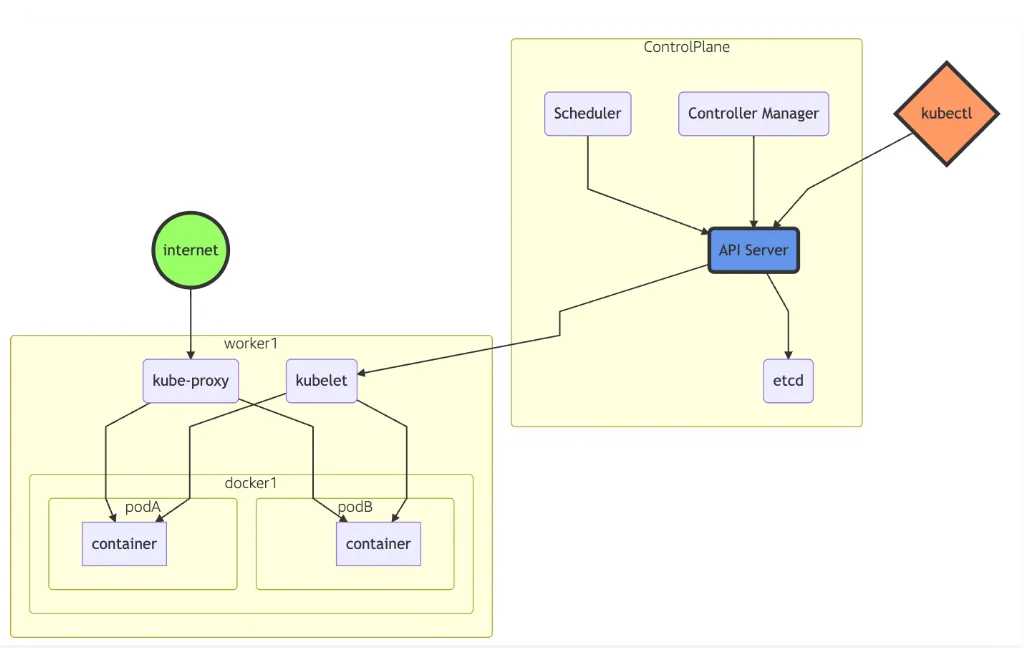 ControlPlane
Scheduler
Controller Manager
kubectl
internet
API Server
worker1
kube-proxy
kubelet
etcd
docker1
podA
podB
container
container